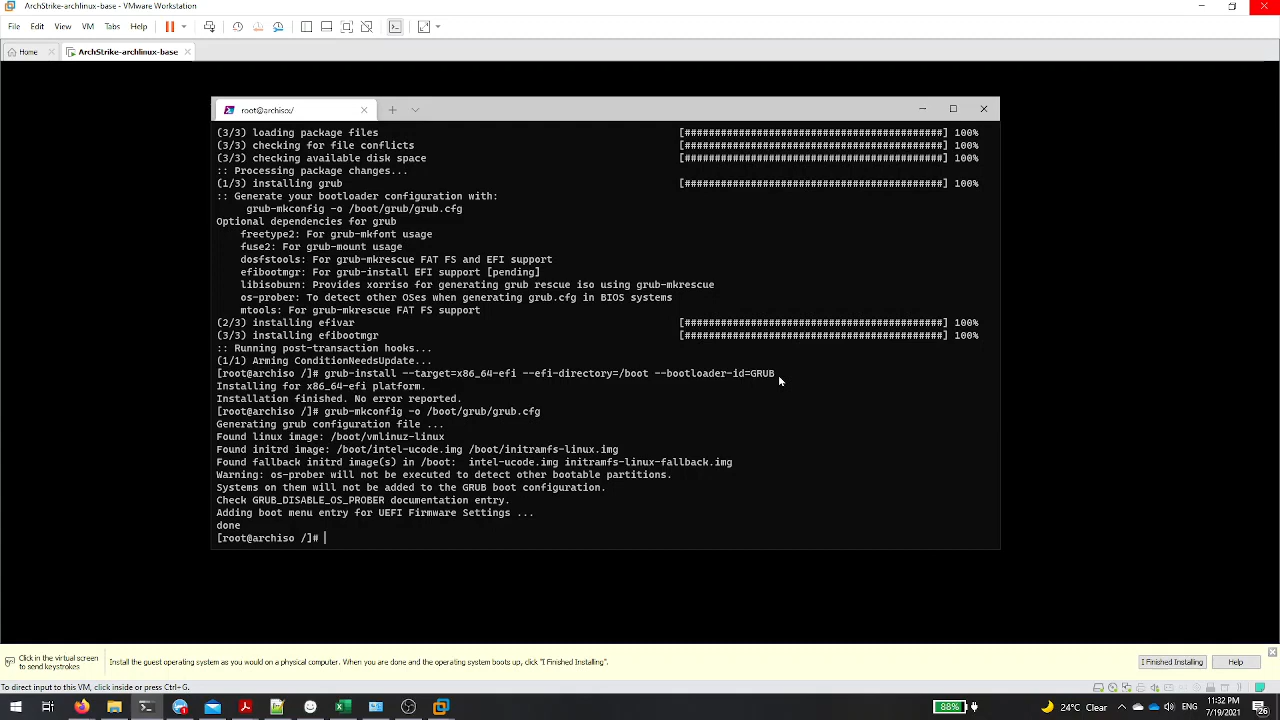 ArchStrike-archlinux-base - VMware Workstation
File Edit View VM Tabs Help
Home ArchStrike-archlinux-base
root@archiso:/
(3/3) loading package files [###########################################] 100%
(3/3) checking for file conflicts [###########################################] 100%
(3/3) checking available disk space [###########################################] 100%
:: Processing package changes...
(1/3) installing grub [###########################################] 100%
:: Generate your bootloader configuration with:
grub-mkconfig -o /boot/grub/grub.cfg
Optional dependencies for grub
freetype2: For grub-mkfont usage
fuse2: For grub-mount usage
dosfstools: For grub-mkrescue FAT FS and EFI support
efibootmgr: For grub-install EFI support [pending]
libisoburn: Provides xorriso for generating grub rescue iso using grub-mkrescue
os-prober: To detect other OSes when generating grub.cfg in BIOS systems
mtools: For grub-mkrescue FAT FS support
(2/3) installing efivar [###########################################] 100%
(3/3) installing efibootmgr [###########################################] 100%
:: Running post-transaction hooks...
(1/1) Arming ConditionNeedsUpdate...
[root@archiso /]# grub-install --target=x86_64-efi --efi-directory=/boot --bootloader-id=GRUB
Installing for x86_64-efi platform.
Installation finished. No error reported.
[root@archiso /]# grub-mkconfig -o /boot/grub/grub.cfg
Generating grub configuration file ...
Found linux image: /boot/vmlinuz-linux
Found initrd image: /boot/intel-ucode.img /boot/initramfs-linux.img
Found fallback initrd image(s) in /boot:  intel-ucode.img initramfs-linux-fallback.img
Warning: os-prober will not be executed to detect other bootable partitions.
Systems on them will not be added to the GRUB boot configuration.
Check GRUB_DISABLE_OS_PROBER documentation entry.
Adding boot menu entry for UEFI Firmware Settings ...
done
[root@archiso /]#
Click in the virtual screen
to send keystrokes
Install the guest operating system as you would on a physical computer. When you are done and the operating system boots up, click "I Finished Installing".
I Finished Installing Help
To direct input to this VM, click inside or press Ctrl+G.
88% 24°C Clear ENG 11:32 PM
7/19/2021 26